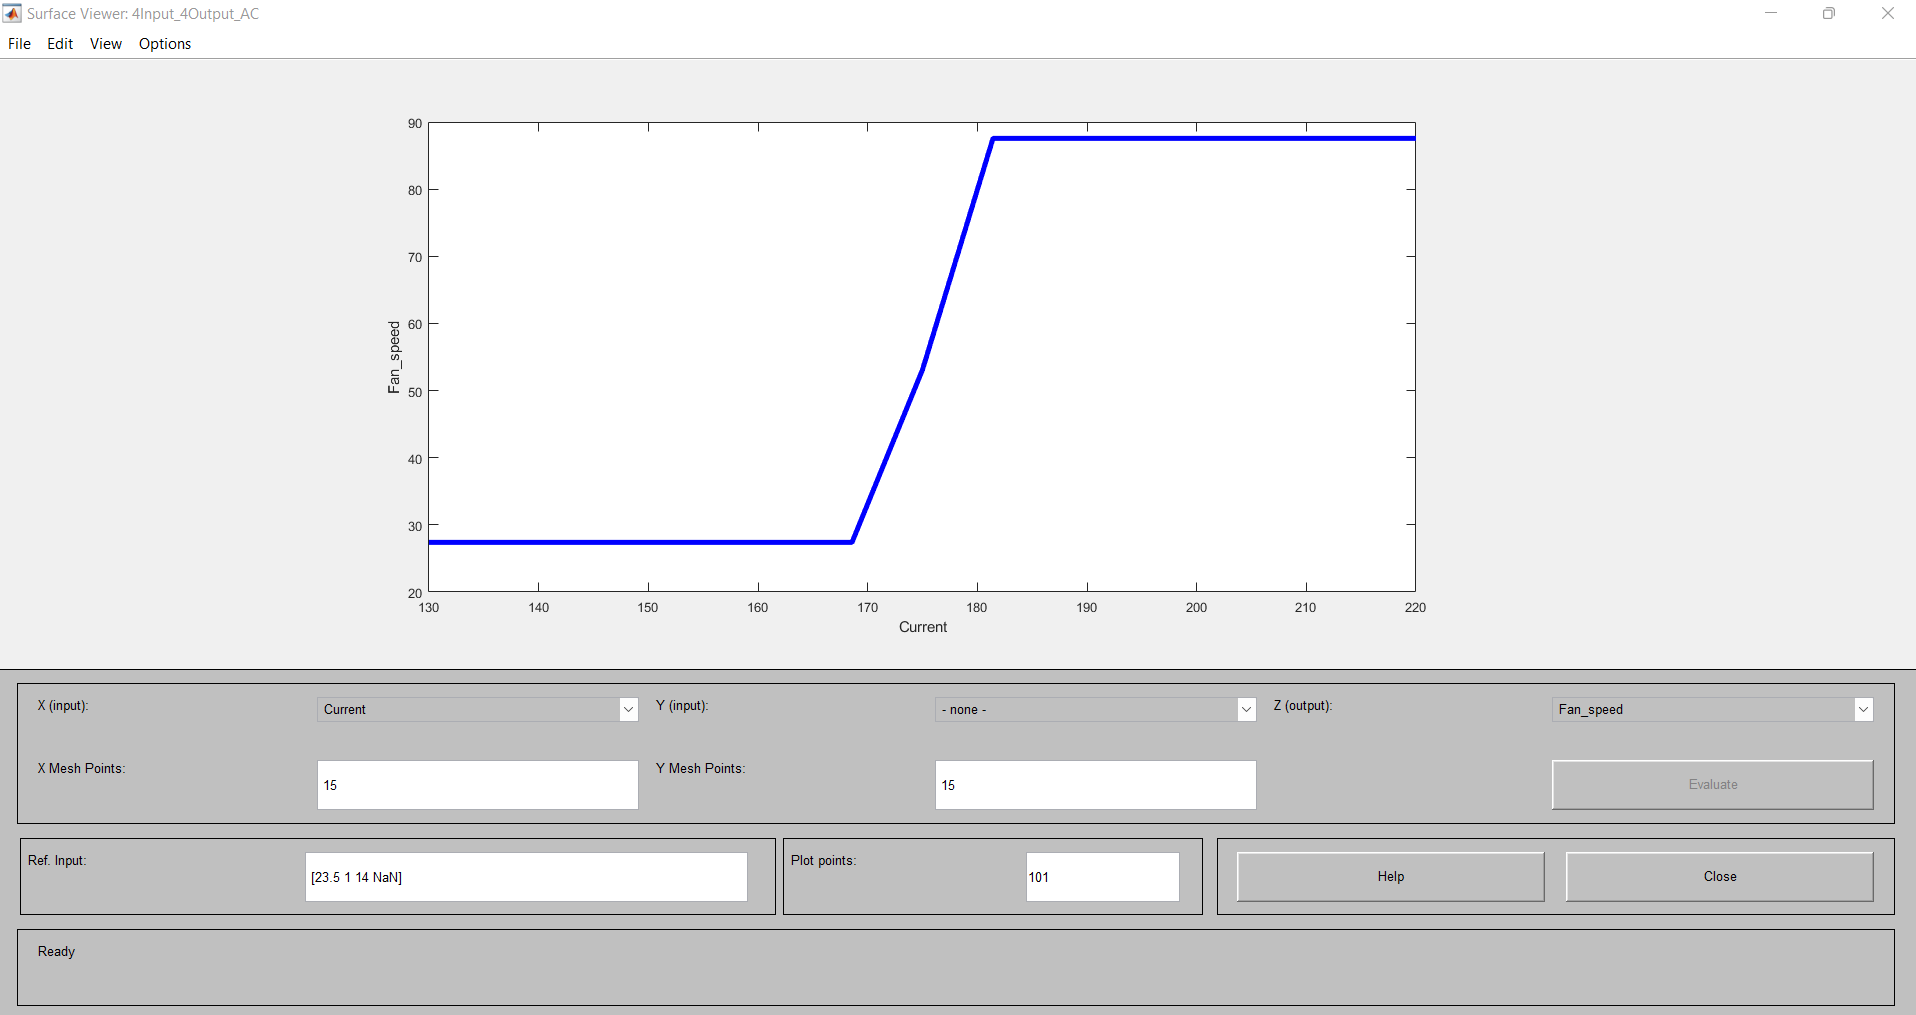 Surface Viewer: 4Input_4Output_AC
File Edit View Options
90
80
70
60
50
40
30
20
Fan_speed
130 140 150 160 170 180 190 200 210 220
Current
X (input): Current Y (input): - none - Z (output): Fan_speed
X Mesh Points: 15 Y Mesh Points: 15 Evaluate
Ref. Input: [23.5 1 14 NaN] Plot points: 101 Help Close
Ready